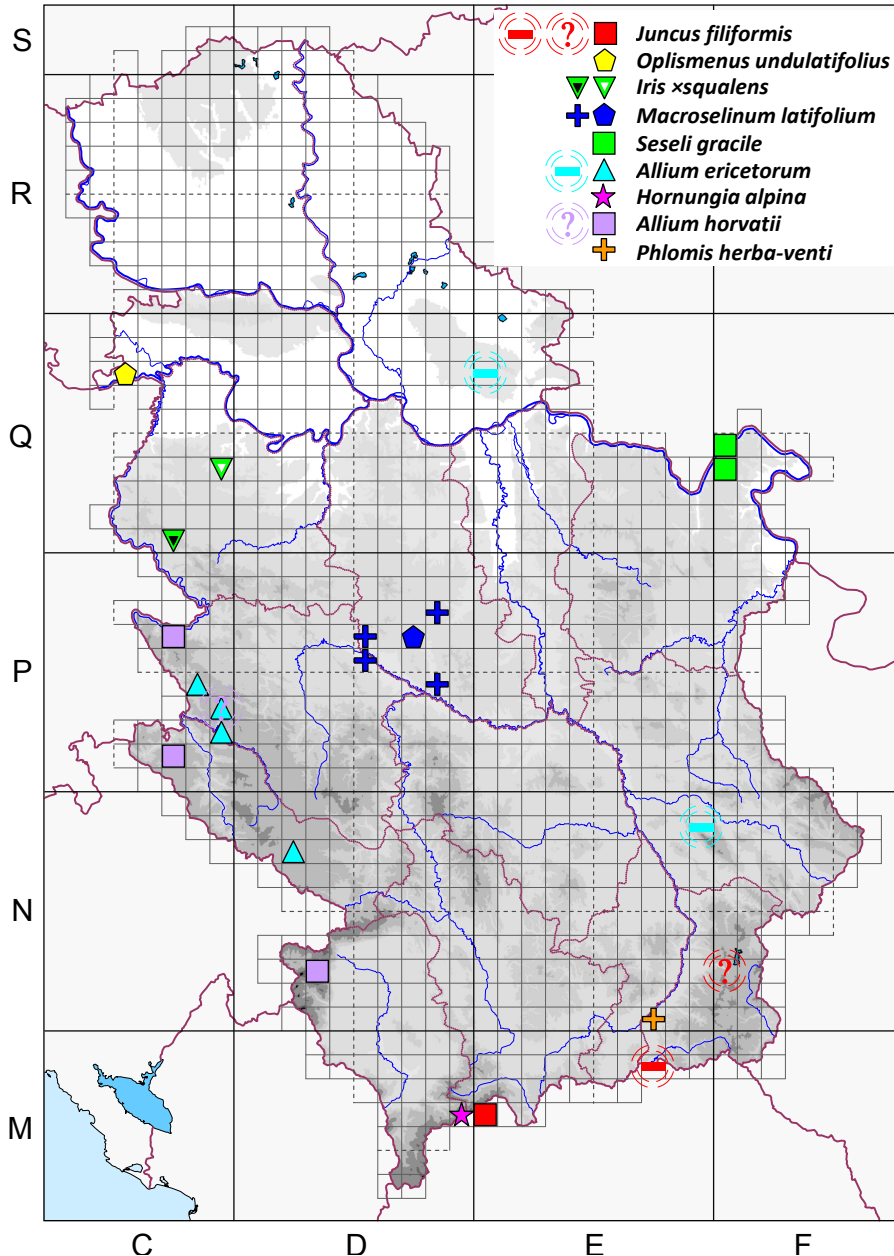 S
R
Q
P
N
M
C
D
E
F
? Juncus filiformis
Oplismenus undulatifolius
Iris ×squalens
Macroselinum latifolium
Seseli gracile
Allium ericetorum
Hornungia alpina
? Allium horvatii
Phlomis herba-venti
?